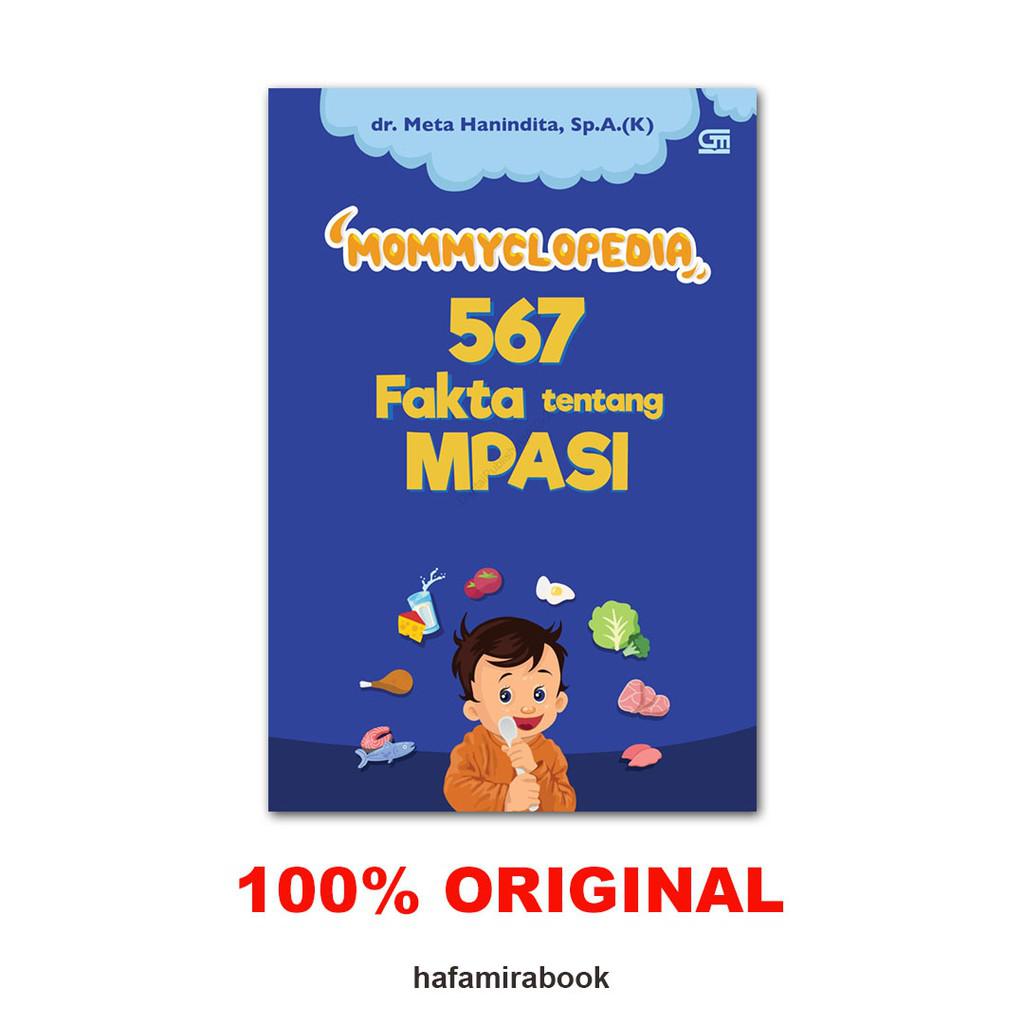 dr. Meta Hanindita, Sp.A.(K)
GM
"MOMMYCLOPEDIA"
567
Fakta tentang
MPASI
100% ORIGINAL
hafamirabook